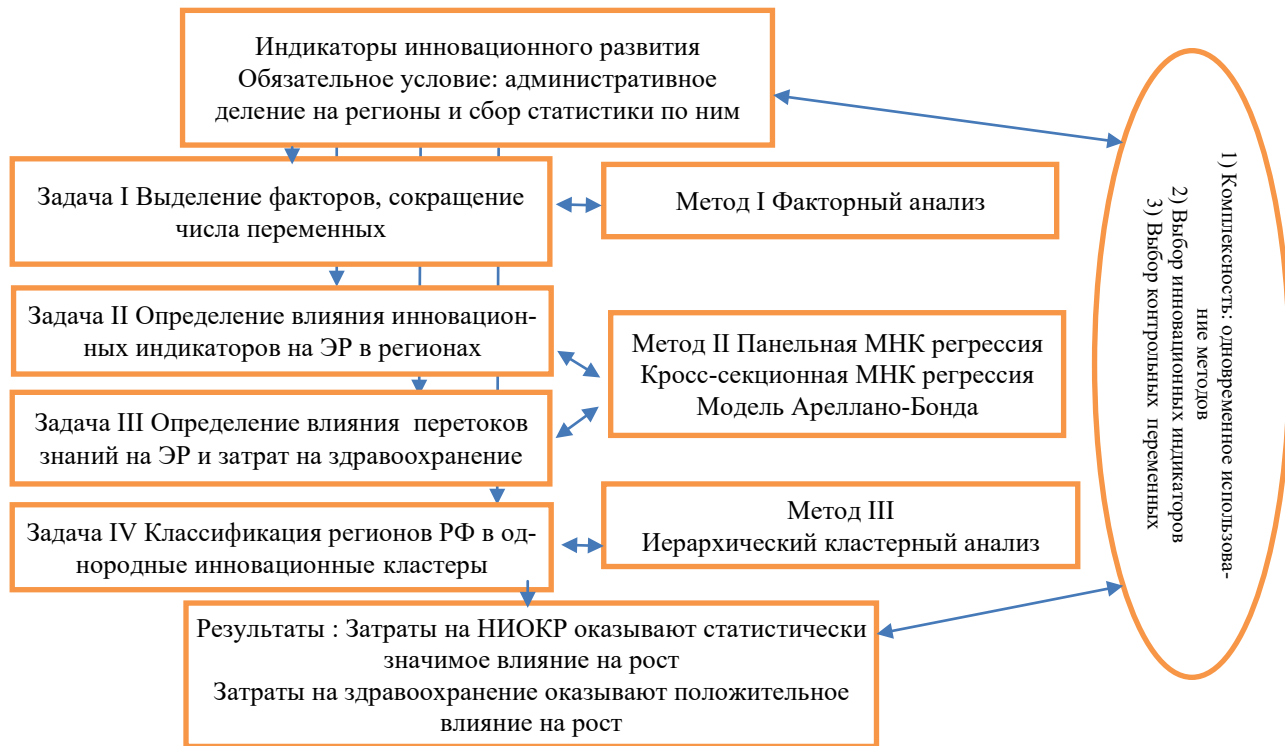 Индикаторы инновационного развития
Обязательное условие: административное
деление на регионы и сбор статистики по ним
Задача I Выделение факторов, сокращение
числа переменных
Метод I Факторный анализ
Задача II Определение влияния инновацион-
ных индикаторов на ЭР в регионах
Метод II Панельная МНК регрессия
Кросс-секционная МНК регрессия
Модель Ареллано-Бонда
Задача III Определение влияния перетоков
знаний на ЭР и затрат на здравоохранение
Задача IV Классификация регионов РФ в од-
нородные инновационные кластеры
Метод III
Иерархический кластерный анализ
Результаты : Затраты на НИОКР оказывают статистически
значимое влияние на рост
Затраты на здравоохранение оказывают положительное
влияние на рост
1) Комплексность: одновременное использова-
ние методов
2) Выбор инновационных индикаторов
3) Выбор контрольных переменных